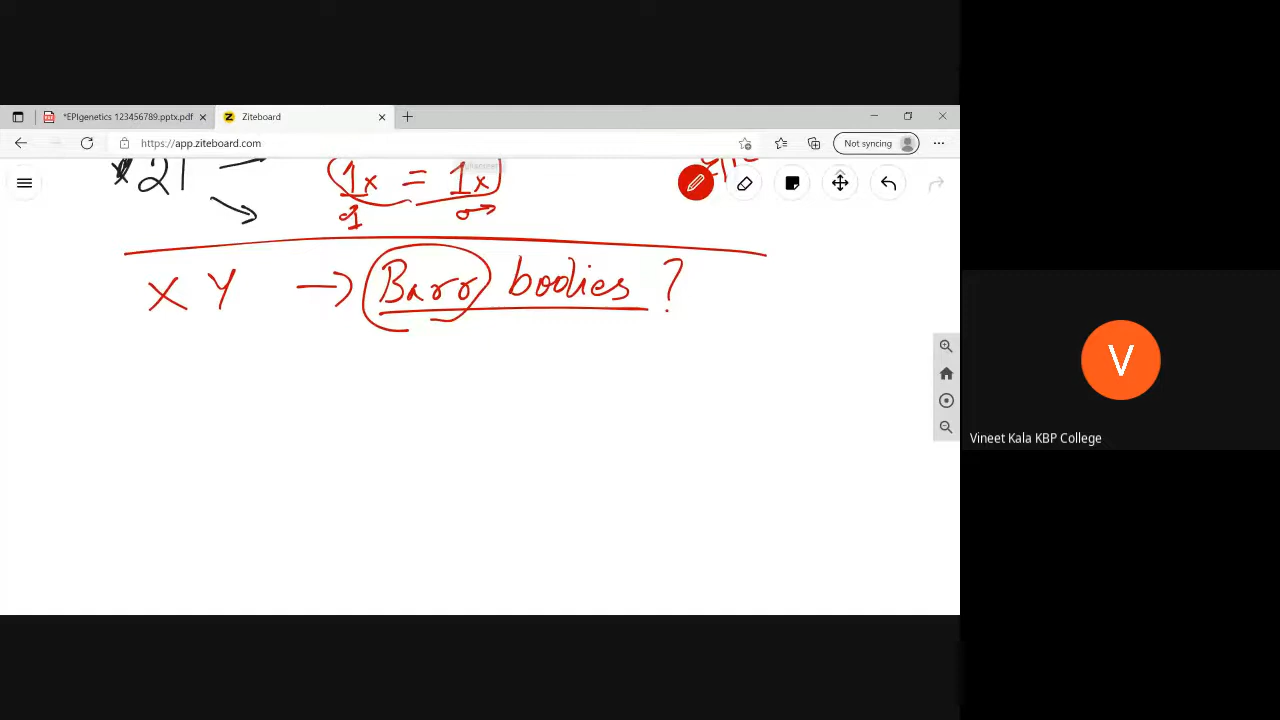 *EPIgenetics 123456789.pptx.pdf
Ziteboard
https://app.ziteboard.com
Not syncing
21
1x = 1x
♀ ♂
X Y → Barr bodies ?
V
Vineet Kala KBP College